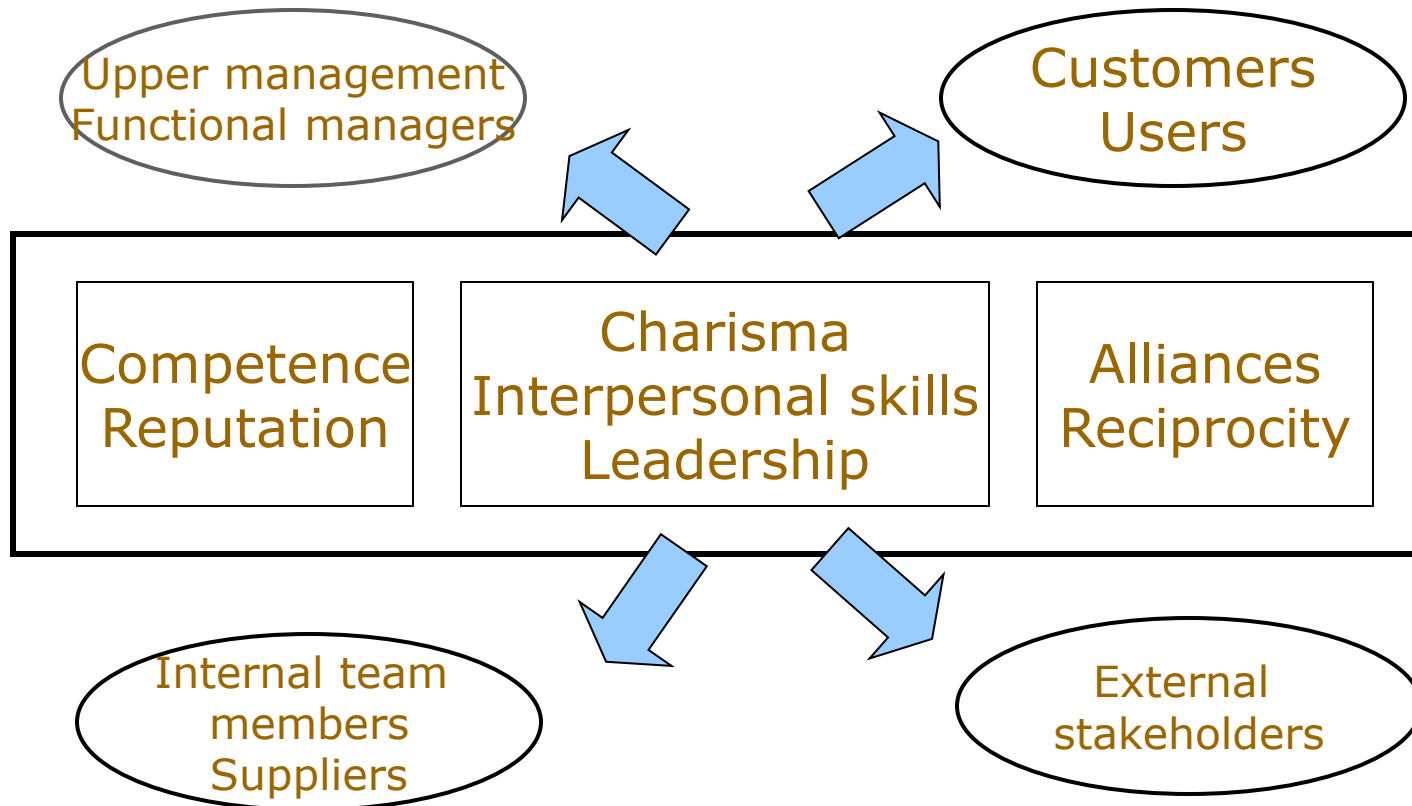 Upper management
Functional managers
Customers
Users
Competence
Reputation
Charisma
Interpersonal skills
Leadership
Alliances
Reciprocity
Internal team
members
Suppliers
External
stakeholders